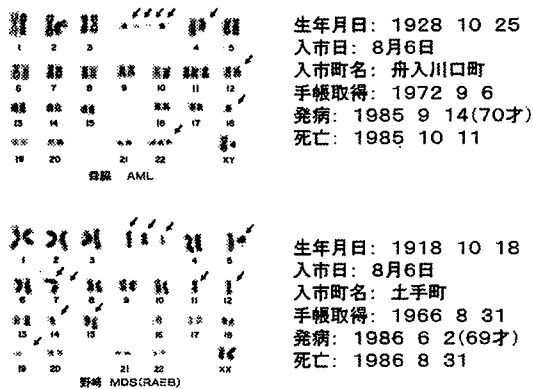 1 2 3 4 5
6 7 8 9 10 11 12
13 14 15 16 17 18
19 20 21 22 XY
AML
生年月日: 1928 10 25
入市日: 8月6日
入市町名: 舟入川口町
手帳取得: 1972 9 6
発病: 1985 9 14(70才)
死亡: 1985 10 11
1 2 3 4 5
6 7 8 9 10 11 12
13 14 15 16 17 18
19 20 21 22 XX
野崎 MDS(RAEB)
生年月日: 1918 10 18
入市日: 8月6日
入市町名: 土手町
手帳取得: 1966 8 31
発病: 1986 6 2(69才)
死亡: 1986 8 31